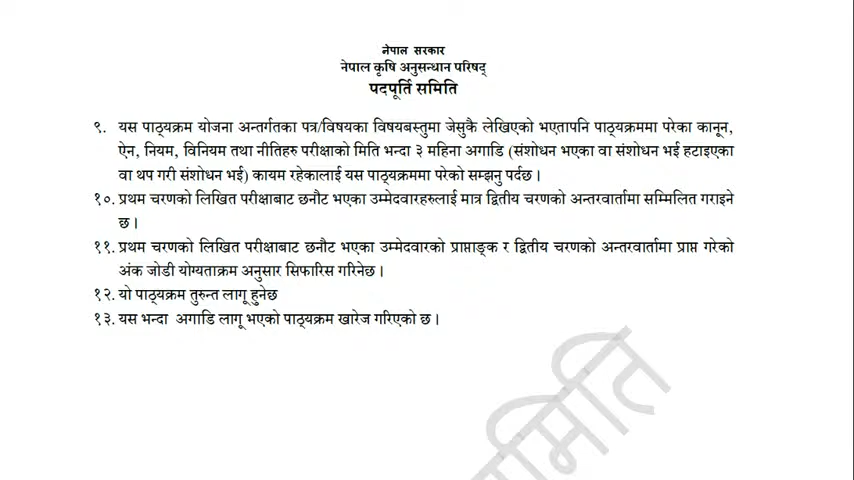 नेपाल सरकार
नेपाल कृषि अनुसन्धान परिषद्
पदपूर्ति समिति
९. यस पाठ्यक्रम योजना अन्तर्गतका पत्र/विषयका विषयबस्तुमा जेसुकै लेखिएको भएतापनि पाठ्यक्रममा परेका कानून,
ऐन, नियम, विनियम तथा नीतिहरु परीक्षाको मिति भन्दा ३ महिना अगाडि (संशोधन भएका वा संशोधन भई हटाइएका
वा थप गरी संशोधन भई) कायम रहेकालाई यस पाठ्यक्रममा परेको सम्झनु पर्दछ ।
१०. प्रथम चरणको लिखित परीक्षाबाट छनौट भएका उम्मेदवारहरुलाई मात्र द्वितीय चरणको अन्तरवार्तामा सम्मिलित गराइने
छ ।
११. प्रथम चरणको लिखित परीक्षाबाट छनौट भएका उम्मेदवारको प्राप्ताङ्क र द्वितीय चरणको अन्तरवार्तामा प्राप्त गरेको
अंक जोडी योग्यताक्रम अनुसार सिफारिस गरिनेछ ।
१२. यो पाठ्यक्रम तुरुन्त लागू हुनेछ
१३. यस भन्दा अगाडि लागू भएको पाठ्यक्रम खारेज गरिएको छ ।
समिति